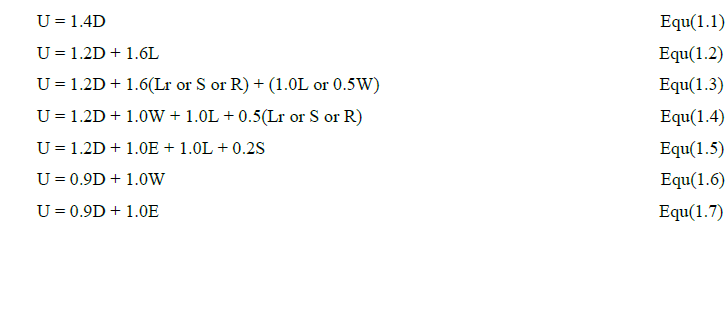 U = 1.4D Equ(1.1)
U = 1.2D + 1.6L Equ(1.2)
U = 1.2D + 1.6(Lr or S or R) + (1.0L or 0.5W) Equ(1.3)
U = 1.2D + 1.0W + 1.0L + 0.5(Lr or S or R) Equ(1.4)
U = 1.2D + 1.0E + 1.0L + 0.2S Equ(1.5)
U = 0.9D + 1.0W Equ(1.6)
U = 0.9D + 1.0E Equ(1.7)